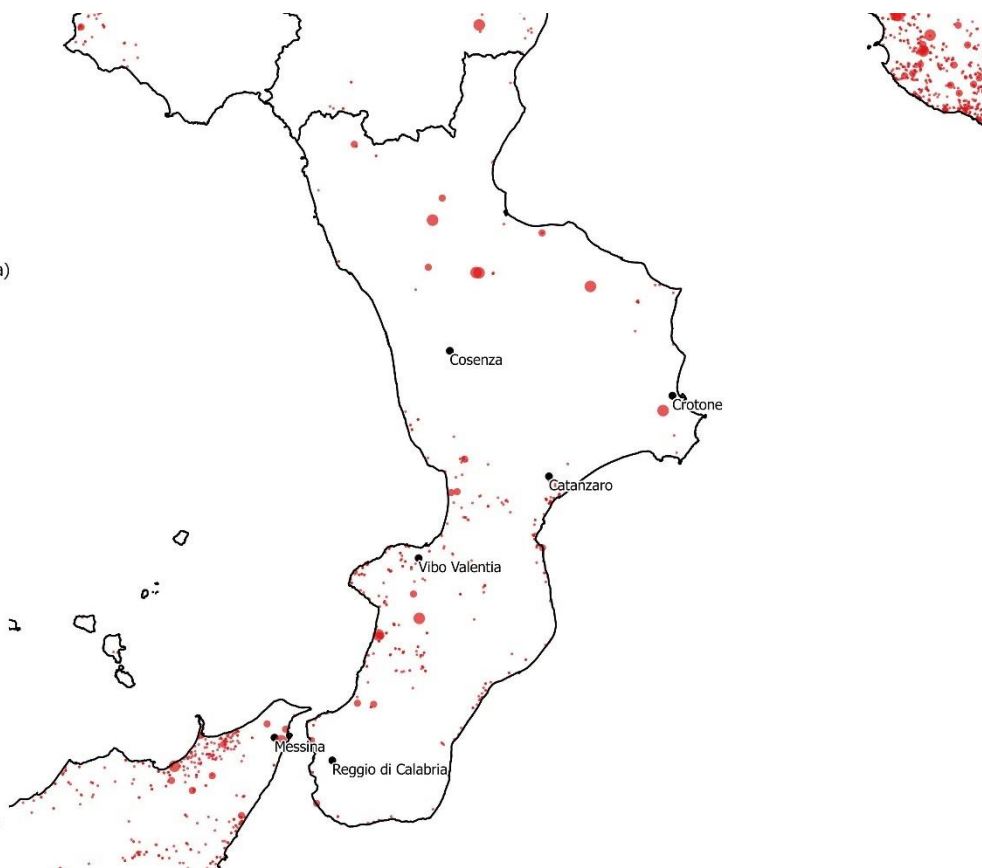 a)
Cosenza
Crotone
Catanzaro
Vibo Valentia
Messina
Reggio di Calabria